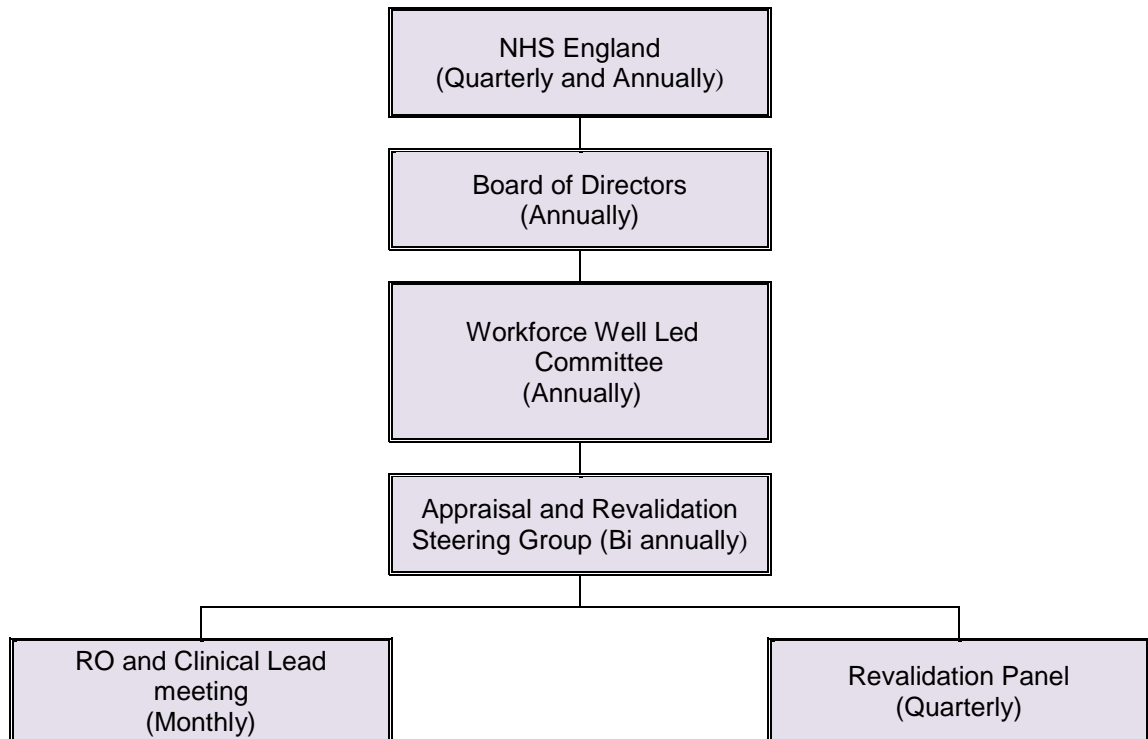 NHS England
(Quarterly and Annually)
Board of Directors
(Annually)
Workforce Well Led
Committee
(Annually)
Appraisal and Revalidation
Steering Group (Bi annually)
RO and Clinical Lead
meeting
(Monthly)
Revalidation Panel
(Quarterly)